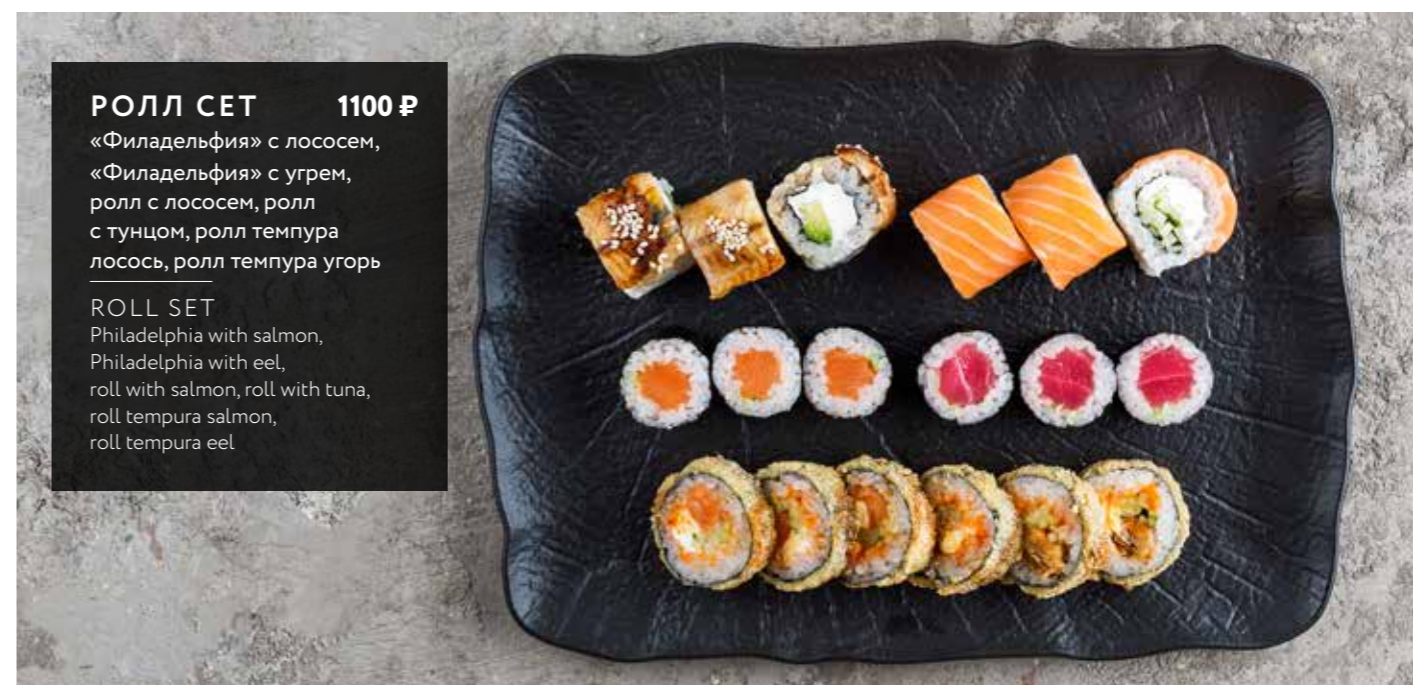 РОЛЛ СЕТ 1100 ₽
«Филадельфия» с лососем,
«Филадельфия» с угрем,
ролл с лососем, ролл
с тунцом, ролл темпура
лосось, ролл темпура угорь
ROLL SET
Philadelphia with salmon,
Philadelphia with eel,
roll with salmon, roll with tuna,
roll tempura salmon,
roll tempura eel